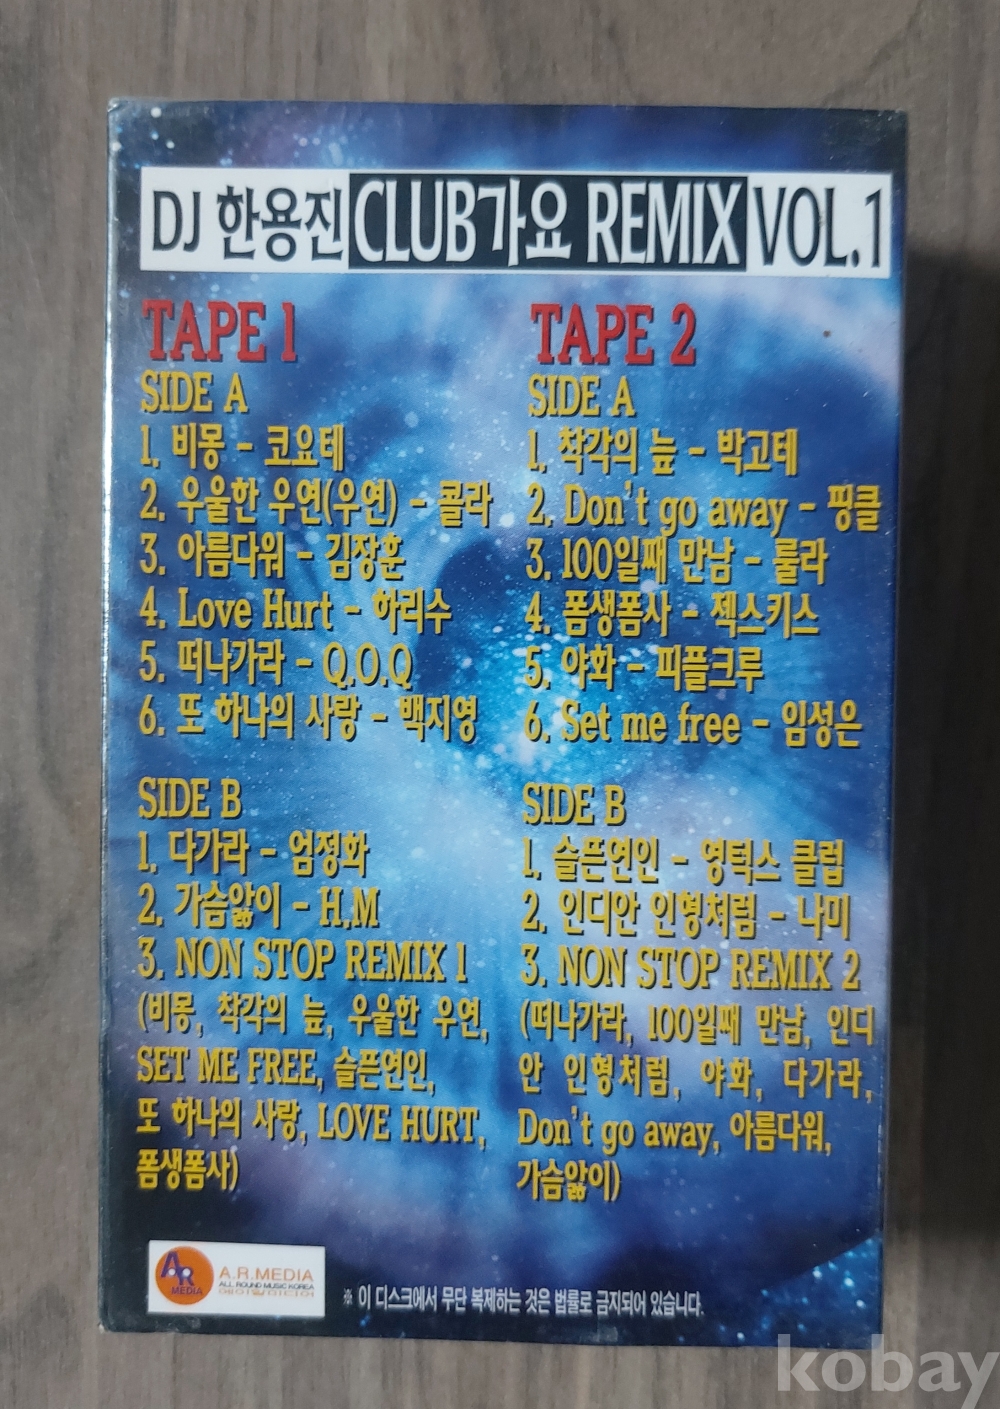 DJ 한용진 CLUB가요 REMIX VOL.1
TAPE 1
SIDE A
1. 비몽 - 코요테
2. 우울한 우연(우연) - 콜라
3. 아름다워 - 김장훈
4. Love Hurt - 하리수
5. 떠나가라 - Q.O.Q
6. 또 하나의 사랑 - 백지영
SIDE B
1. 다가라 - 엄정화
2. 가슴앓이 - H.M
3. NON STOP REMIX 1
(비몽, 착각의 늪, 우울한 우연,
SET ME FREE, 슬픈연인,
또 하나의 사랑, LOVE HURT,
폼생폼사)
TAPE 2
SIDE A
1. 착각의 늪 - 박고테
2. Don't go away - 핑클
3. 100일째 만남 - 룰라
4. 폼생폼사 - 젝스키스
5. 야화 - 피플크루
6. Set me free - 임성은
SIDE B
1. 슬픈연인 - 영턱스 클럽
2. 인디안 인형처럼 - 나미
3. NON STOP REMIX 2
(떠나가라, 100일째 만남, 인디
안 인형처럼, 야화, 다가라,
Don't go away, 아름다워,
가슴앓이)
AR
MEDIA
A.R.MEDIA
ALL ROUND MUSIC KOREA
에이알미디어
※ 이 디스크에서 무단 복제하는 것은 법률로 금지되어 있습니다.
kobay